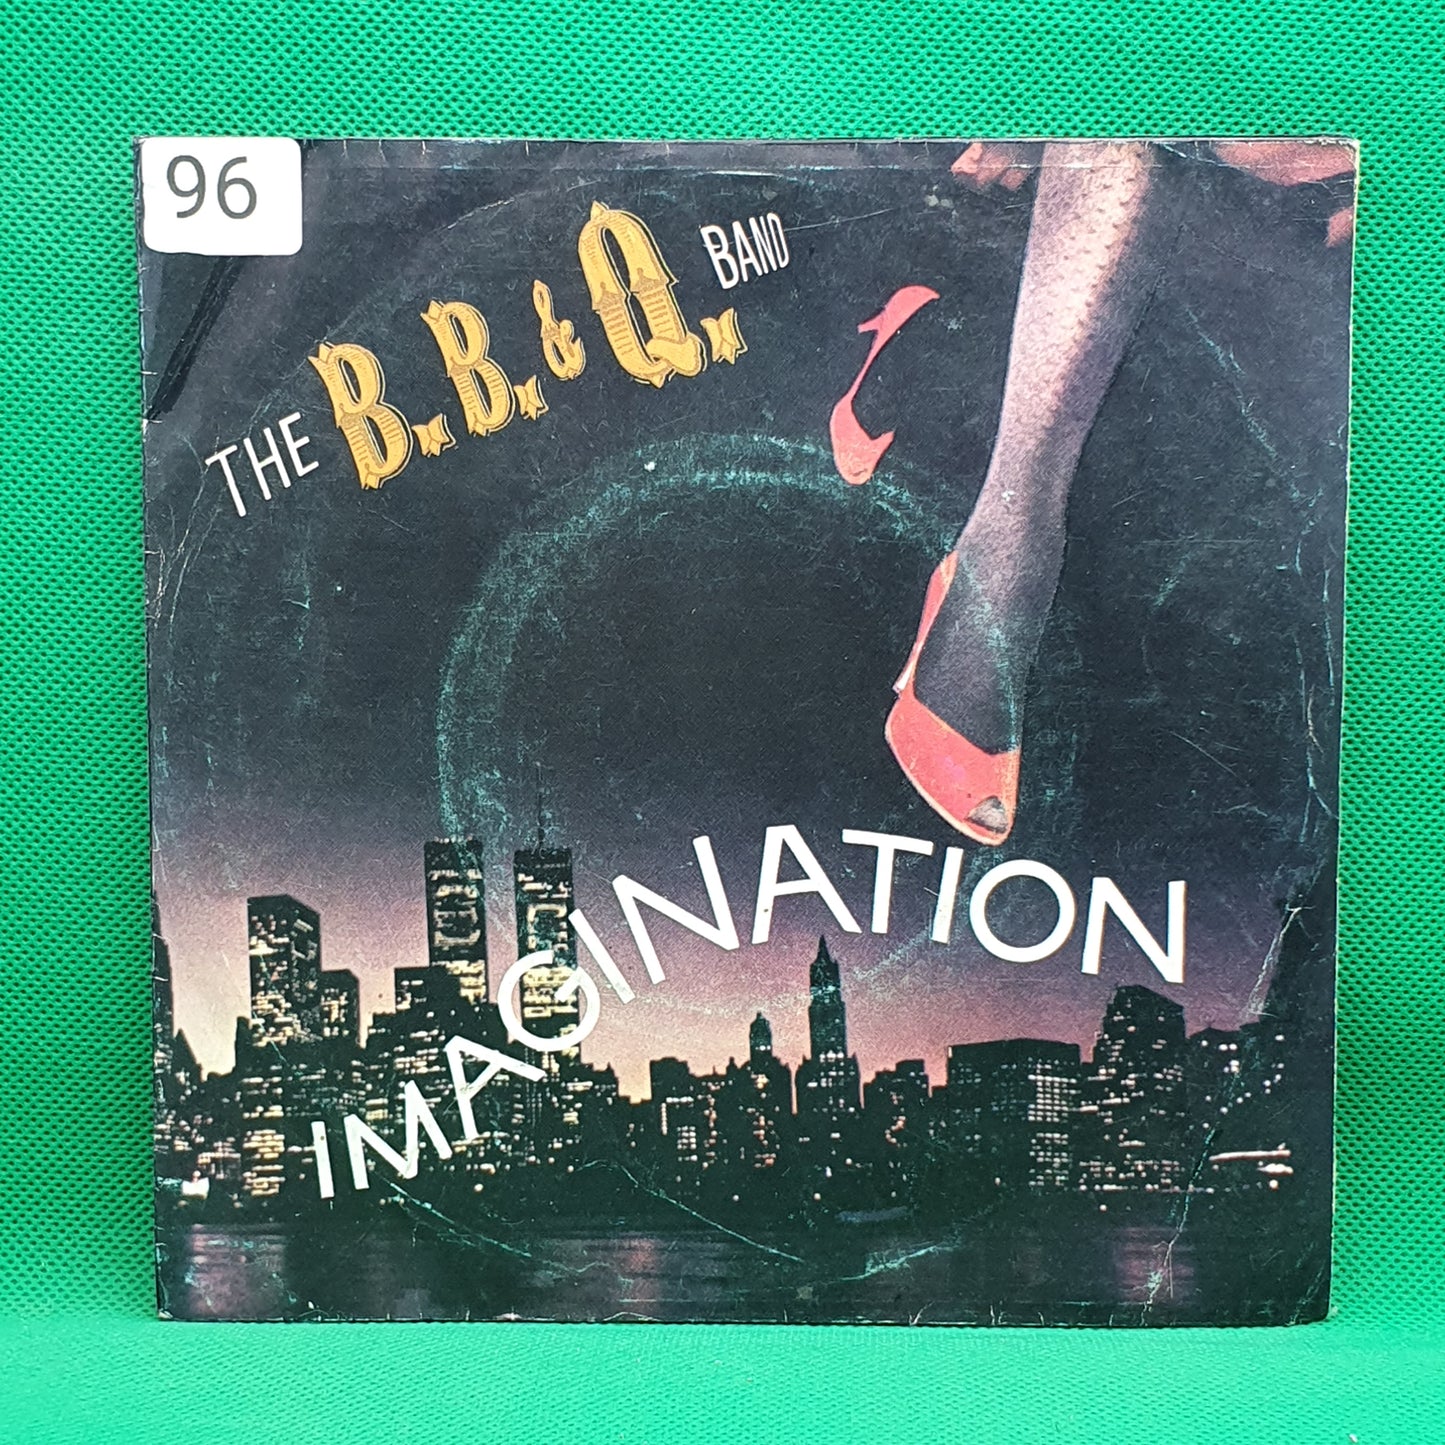 96
THE B.B.&Q. BAND
IMAGINATION